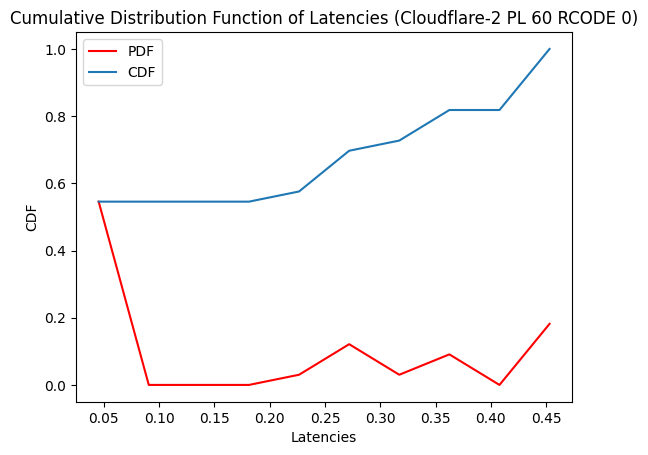 Cumulative Distribution Function of Latencies (Cloudflare-2 PL 60 RCODE 0)
PDF
CDF
1.0
0.8
0.6
0.4
0.2
0.0
CDF
0.05 0.10 0.15 0.20 0.25 0.30 0.35 0.40 0.45
Latencies